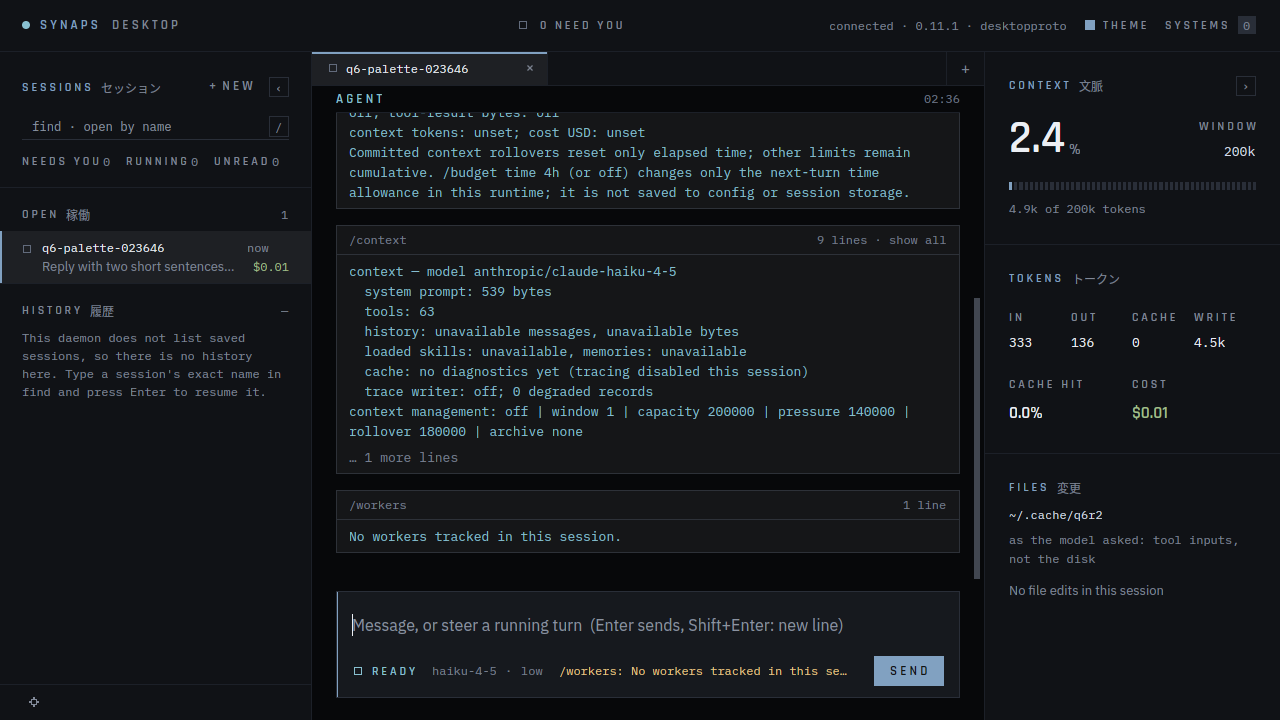 SYNAPS DESKTOP
0 NEED YOU
connected · 0.11.1 · desktopproto
THEME
SYSTEMS 0
SESSIONS セッション
+ NEW
‹
find · open by name
/
NEEDS YOU 0 RUNNING 0 UNREAD 0
OPEN 稼働
1
q6-palette-023646
now
Reply with two short sentences…
$0.01
HISTORY 履歴
—
This daemon does not list saved
sessions, so there is no history
here. Type a session's exact name in
find and press Enter to resume it.
q6-palette-023646
×
+
AGENT
02:36
off; tool-result bytes: off
context tokens: unset; cost USD: unset
Committed context rollovers reset only elapsed time; other limits remain
cumulative. /budget time 4h (or off) changes only the next-turn time
allowance in this runtime; it is not saved to config or session storage.
/context
9 lines · show all
context — model anthropic/claude-haiku-4-5
system prompt: 539 bytes
tools: 63
history: unavailable messages, unavailable bytes
loaded skills: unavailable, memories: unavailable
cache: no diagnostics yet (tracing disabled this session)
trace writer: off; 0 degraded records
context management: off | window 1 | capacity 200000 | pressure 140000 |
rollover 180000 | archive none
… 1 more lines
/workers
1 line
No workers tracked in this session.
Message, or steer a running turn (Enter sends, Shift+Enter: new line)
READY
haiku-4-5 · low
/workers: No workers tracked in this se…
SEND
CONTEXT 文脈
›
2.4 %
WINDOW
200k
4.9k of 200k tokens
TOKENS トークン
IN OUT CACHE WRITE
333 136 0 4.5k
CACHE HIT COST
0.0% $0.01
FILES 変更
~/.cache/q6r2
as the model asked: tool inputs,
not the disk
No file edits in this session